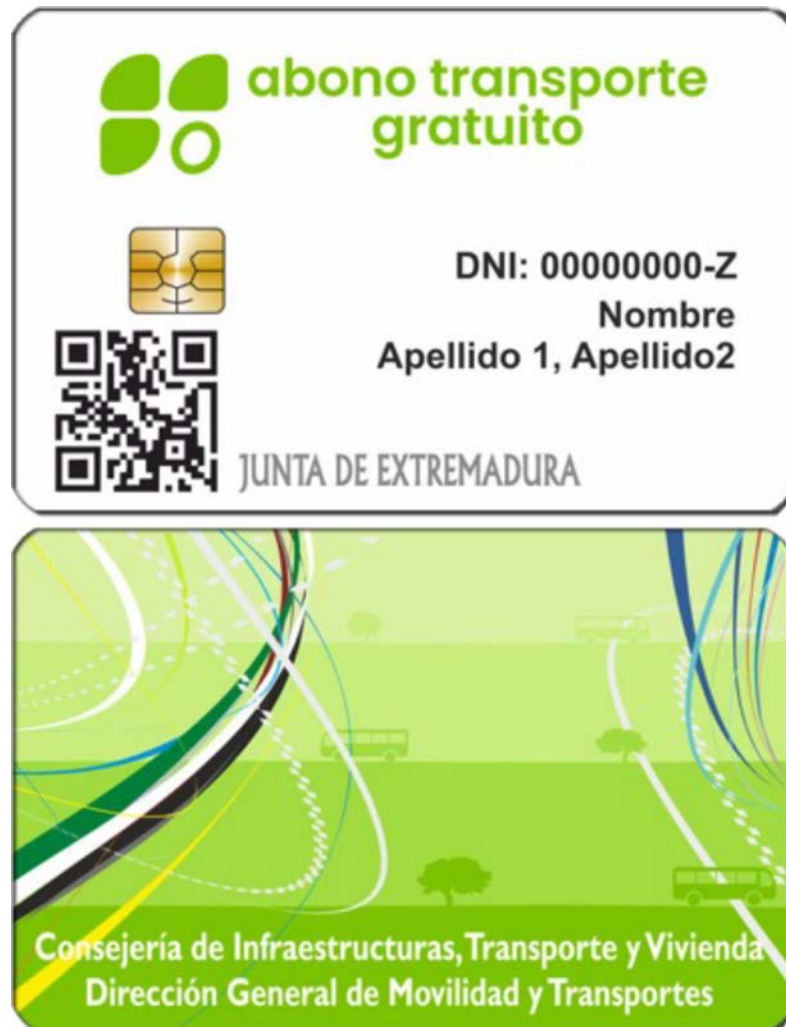 abono transporte
gratuito
DNI: 00000000-Z
Nombre
Apellido 1, Apellido2
JUNTA DE EXTREMADURA
Consejería de Infraestructuras, Transporte y Vivienda
Dirección General de Movilidad y Transportes